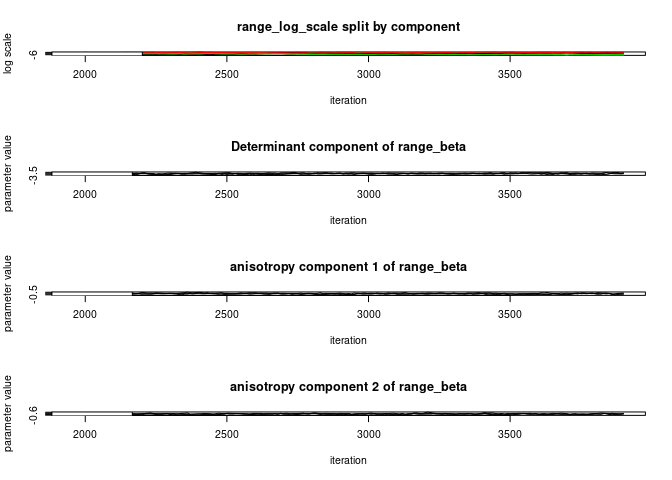 range_log_scale split by component
log scale
-6
2000 2500 3000 3500
iteration
Determinant component of range_beta
parameter value
-3.5
2000 2500 3000 3500
iteration
anisotropy component 1 of range_beta
parameter value
-0.5
2000 2500 3000 3500
iteration
anisotropy component 2 of range_beta
parameter value
-0.6
2000 2500 3000 3500
iteration